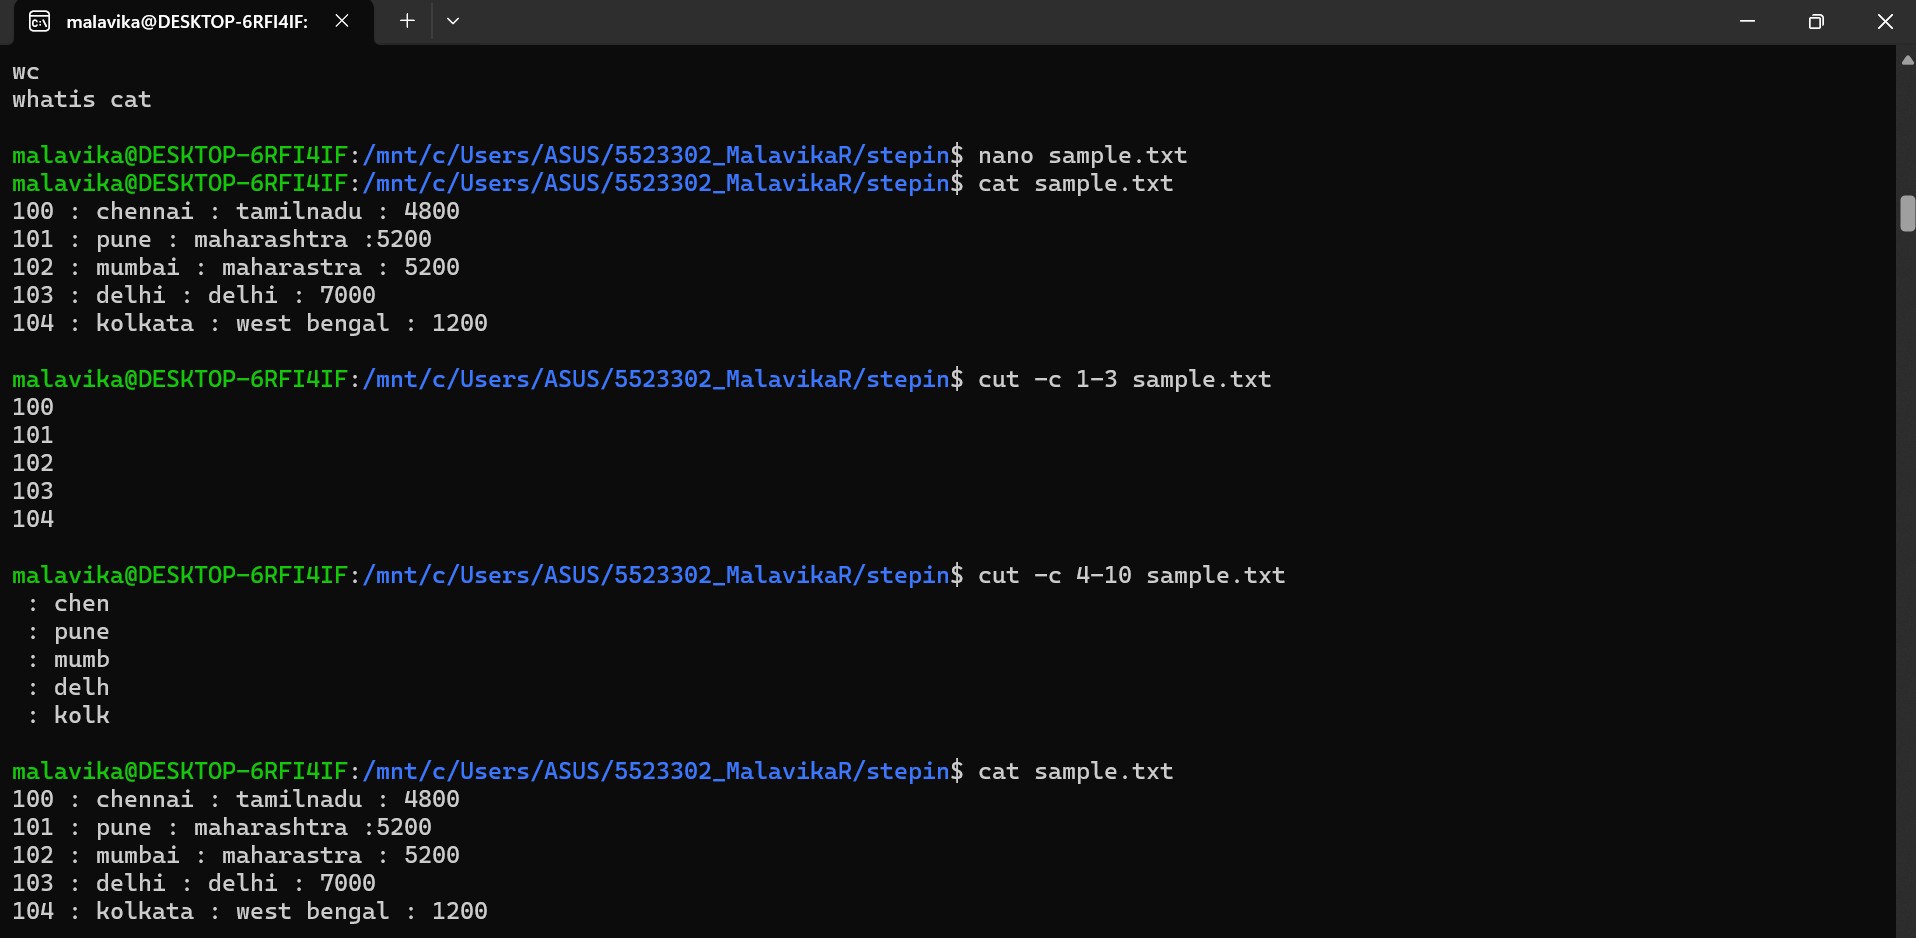 malavika@DESKTOP-6RFI4IF:
wc
whatis cat
malavika@DESKTOP-6RFI4IF:/mnt/c/Users/ASUS/5523302_MalavikaR/stepin$ nano sample.txt
malavika@DESKTOP-6RFI4IF:/mnt/c/Users/ASUS/5523302_MalavikaR/stepin$ cat sample.txt
100 : chennai : tamilnadu : 4800
101 : pune : maharashtra :5200
102 : mumbai : maharastra : 5200
103 : delhi : delhi : 7000
104 : kolkata : west bengal : 1200
malavika@DESKTOP-6RFI4IF:/mnt/c/Users/ASUS/5523302_MalavikaR/stepin$ cut -c 1-3 sample.txt
100
101
102
103
104
malavika@DESKTOP-6RFI4IF:/mnt/c/Users/ASUS/5523302_MalavikaR/stepin$ cut -c 4-10 sample.txt
 : chen
 : pune
 : mumb
 : delh
 : kolk
malavika@DESKTOP-6RFI4IF:/mnt/c/Users/ASUS/5523302_MalavikaR/stepin$ cat sample.txt
100 : chennai : tamilnadu : 4800
101 : pune : maharashtra :5200
102 : mumbai : maharastra : 5200
103 : delhi : delhi : 7000
104 : kolkata : west bengal : 1200